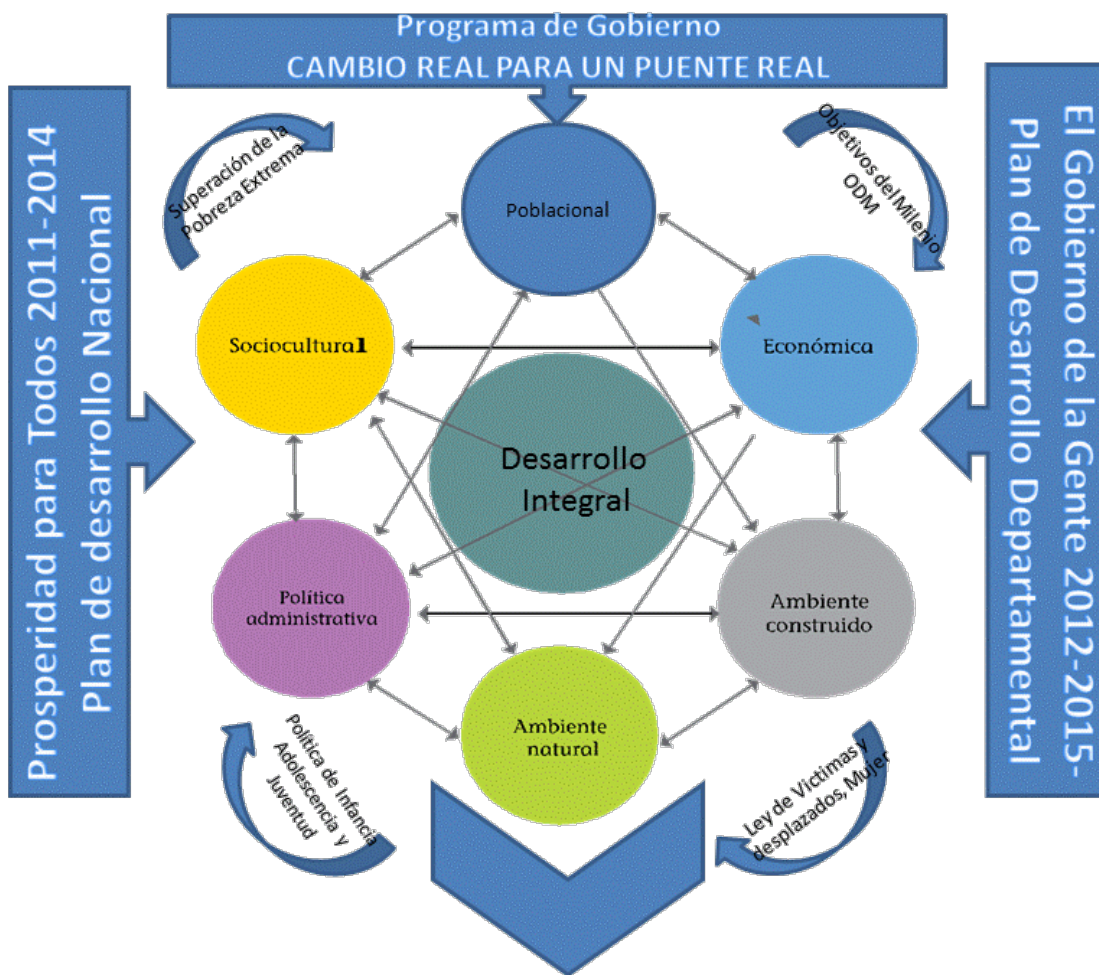 Programa de Gobierno
CAMBIO REAL PARA UN PUENTE REAL
Prosperidad para Todos 2011-2014
Plan de desarrollo Nacional
El Gobierno de la Gente 2012-2015-
Plan de Desarrollo Departamental
Superación de la
Pobreza Extrema
Objetivos del Milenio
ODM
Poblacional
Sociocultural
Económica
Desarrollo
Integral
Política
administrativa
Ambiente
construido
Ambiente
natural
Política de Infancia
Adolescencia y
Juventud
Ley de Victimas y
desplazados, Mujer